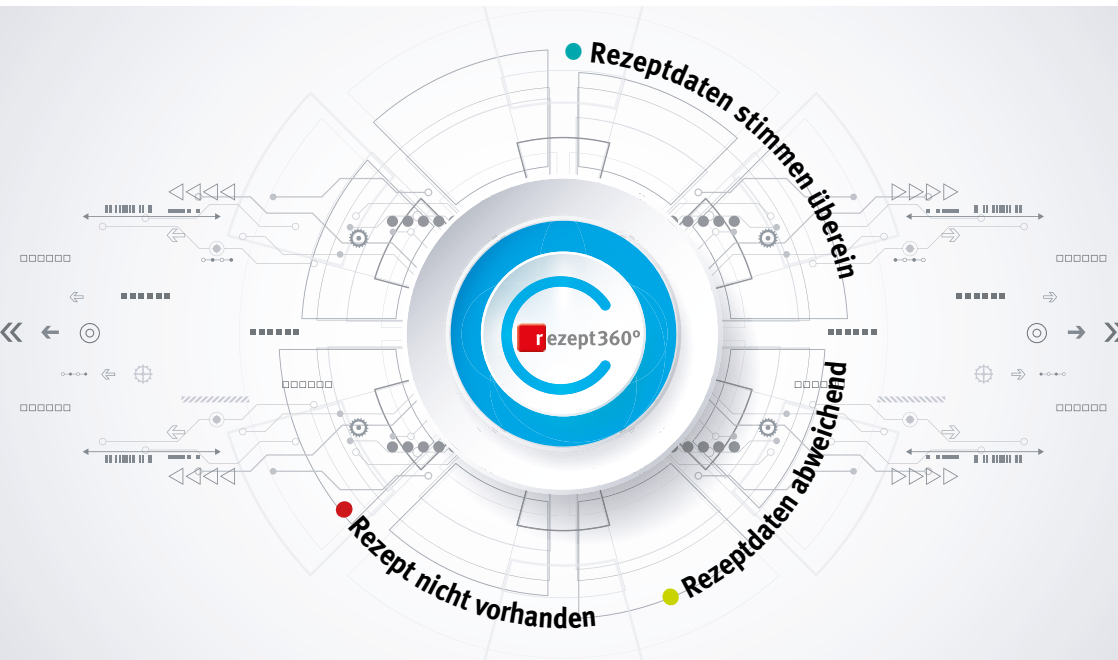 Rezeptdaten stimmen überein
rezept360°
Rezeptdaten abweichend
Rezept nicht vorhanden